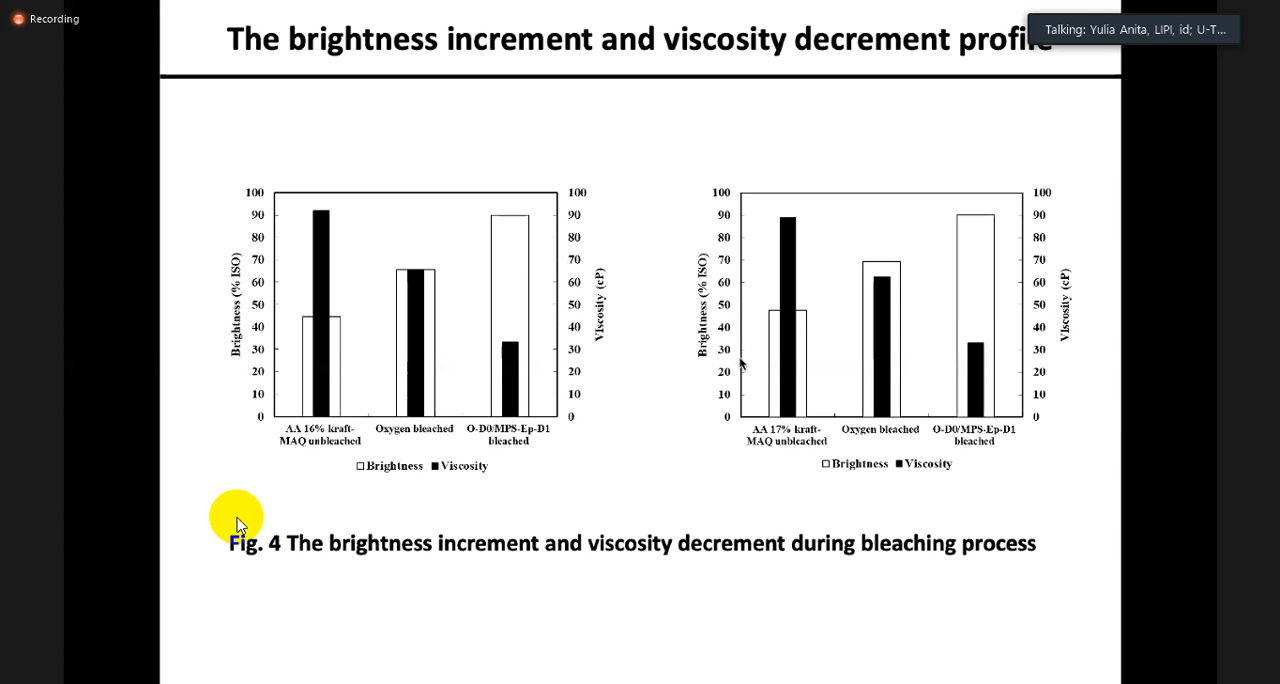 Recording
Talking: Yulia Anita, LIPI, id; U-T...
The brightness increment and viscosity decrement profile
100
90
80
70
60
50
40
30
20
10
0
Brightness (% ISO)
100
90
80
70
60
50
40
30
20
10
0
VIscosity (cP)
AA 16% kraft-
MAQ unbleached
Oxygen bleached
O-D0/MPS-Ep-D1
bleached
Brightness Viscosity
100
90
80
70
60
50
40
30
20
10
0
Brightness (% ISO)
100
90
80
70
60
50
40
30
20
10
0
VIscosity (cP)
AA 17% kraft-
MAQ unbleached
Oxygen bleached
O-D0/MPS-Ep-D1
bleached
Brightness Viscosity
Fig. 4 The brightness increment and viscosity decrement during bleaching process